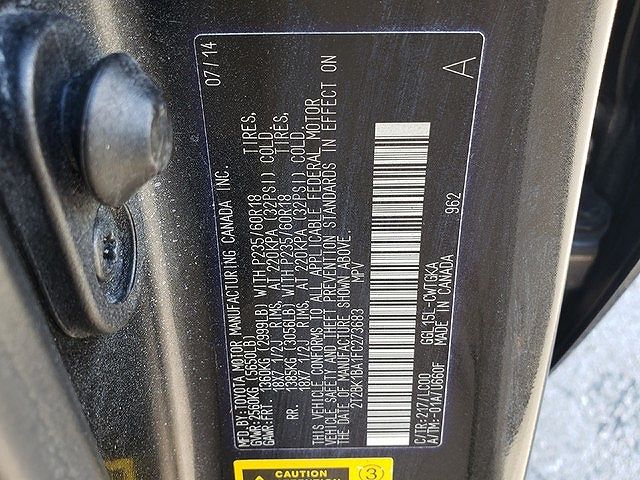 07/14
MFD.BY:TOYOTA MOTOR MANUFACTURING CANADA INC.
GVWR:2560KG (5650LB)
GAWR:FRT. 1360KG (2999LB) WITH P235/60R18 TIRES,
18X7 1/2J RIMS, AT 220KPA (32PSI) COLD.
RR. 1385KG (3056LB) WITH P235/60R18 TIRES,
18X7 1/2J RIMS, AT 220KPA (32PSI) COLD.
THIS VEHICLE CONFORMS TO ALL APPLICABLE FEDERAL MOTOR
VEHICLE SAFETY AND THEFT PREVENTION STANDARDS IN EFFECT ON
THE DATE OF MANUFACTURE SHOWN ABOVE.
2T2BK1BA1FC273683 MPV
C/TR:217/LC00 GGL15L-CWTGKA
A/TM:-01A/U660F MADE IN CANADA
962
A
CAUTION
3